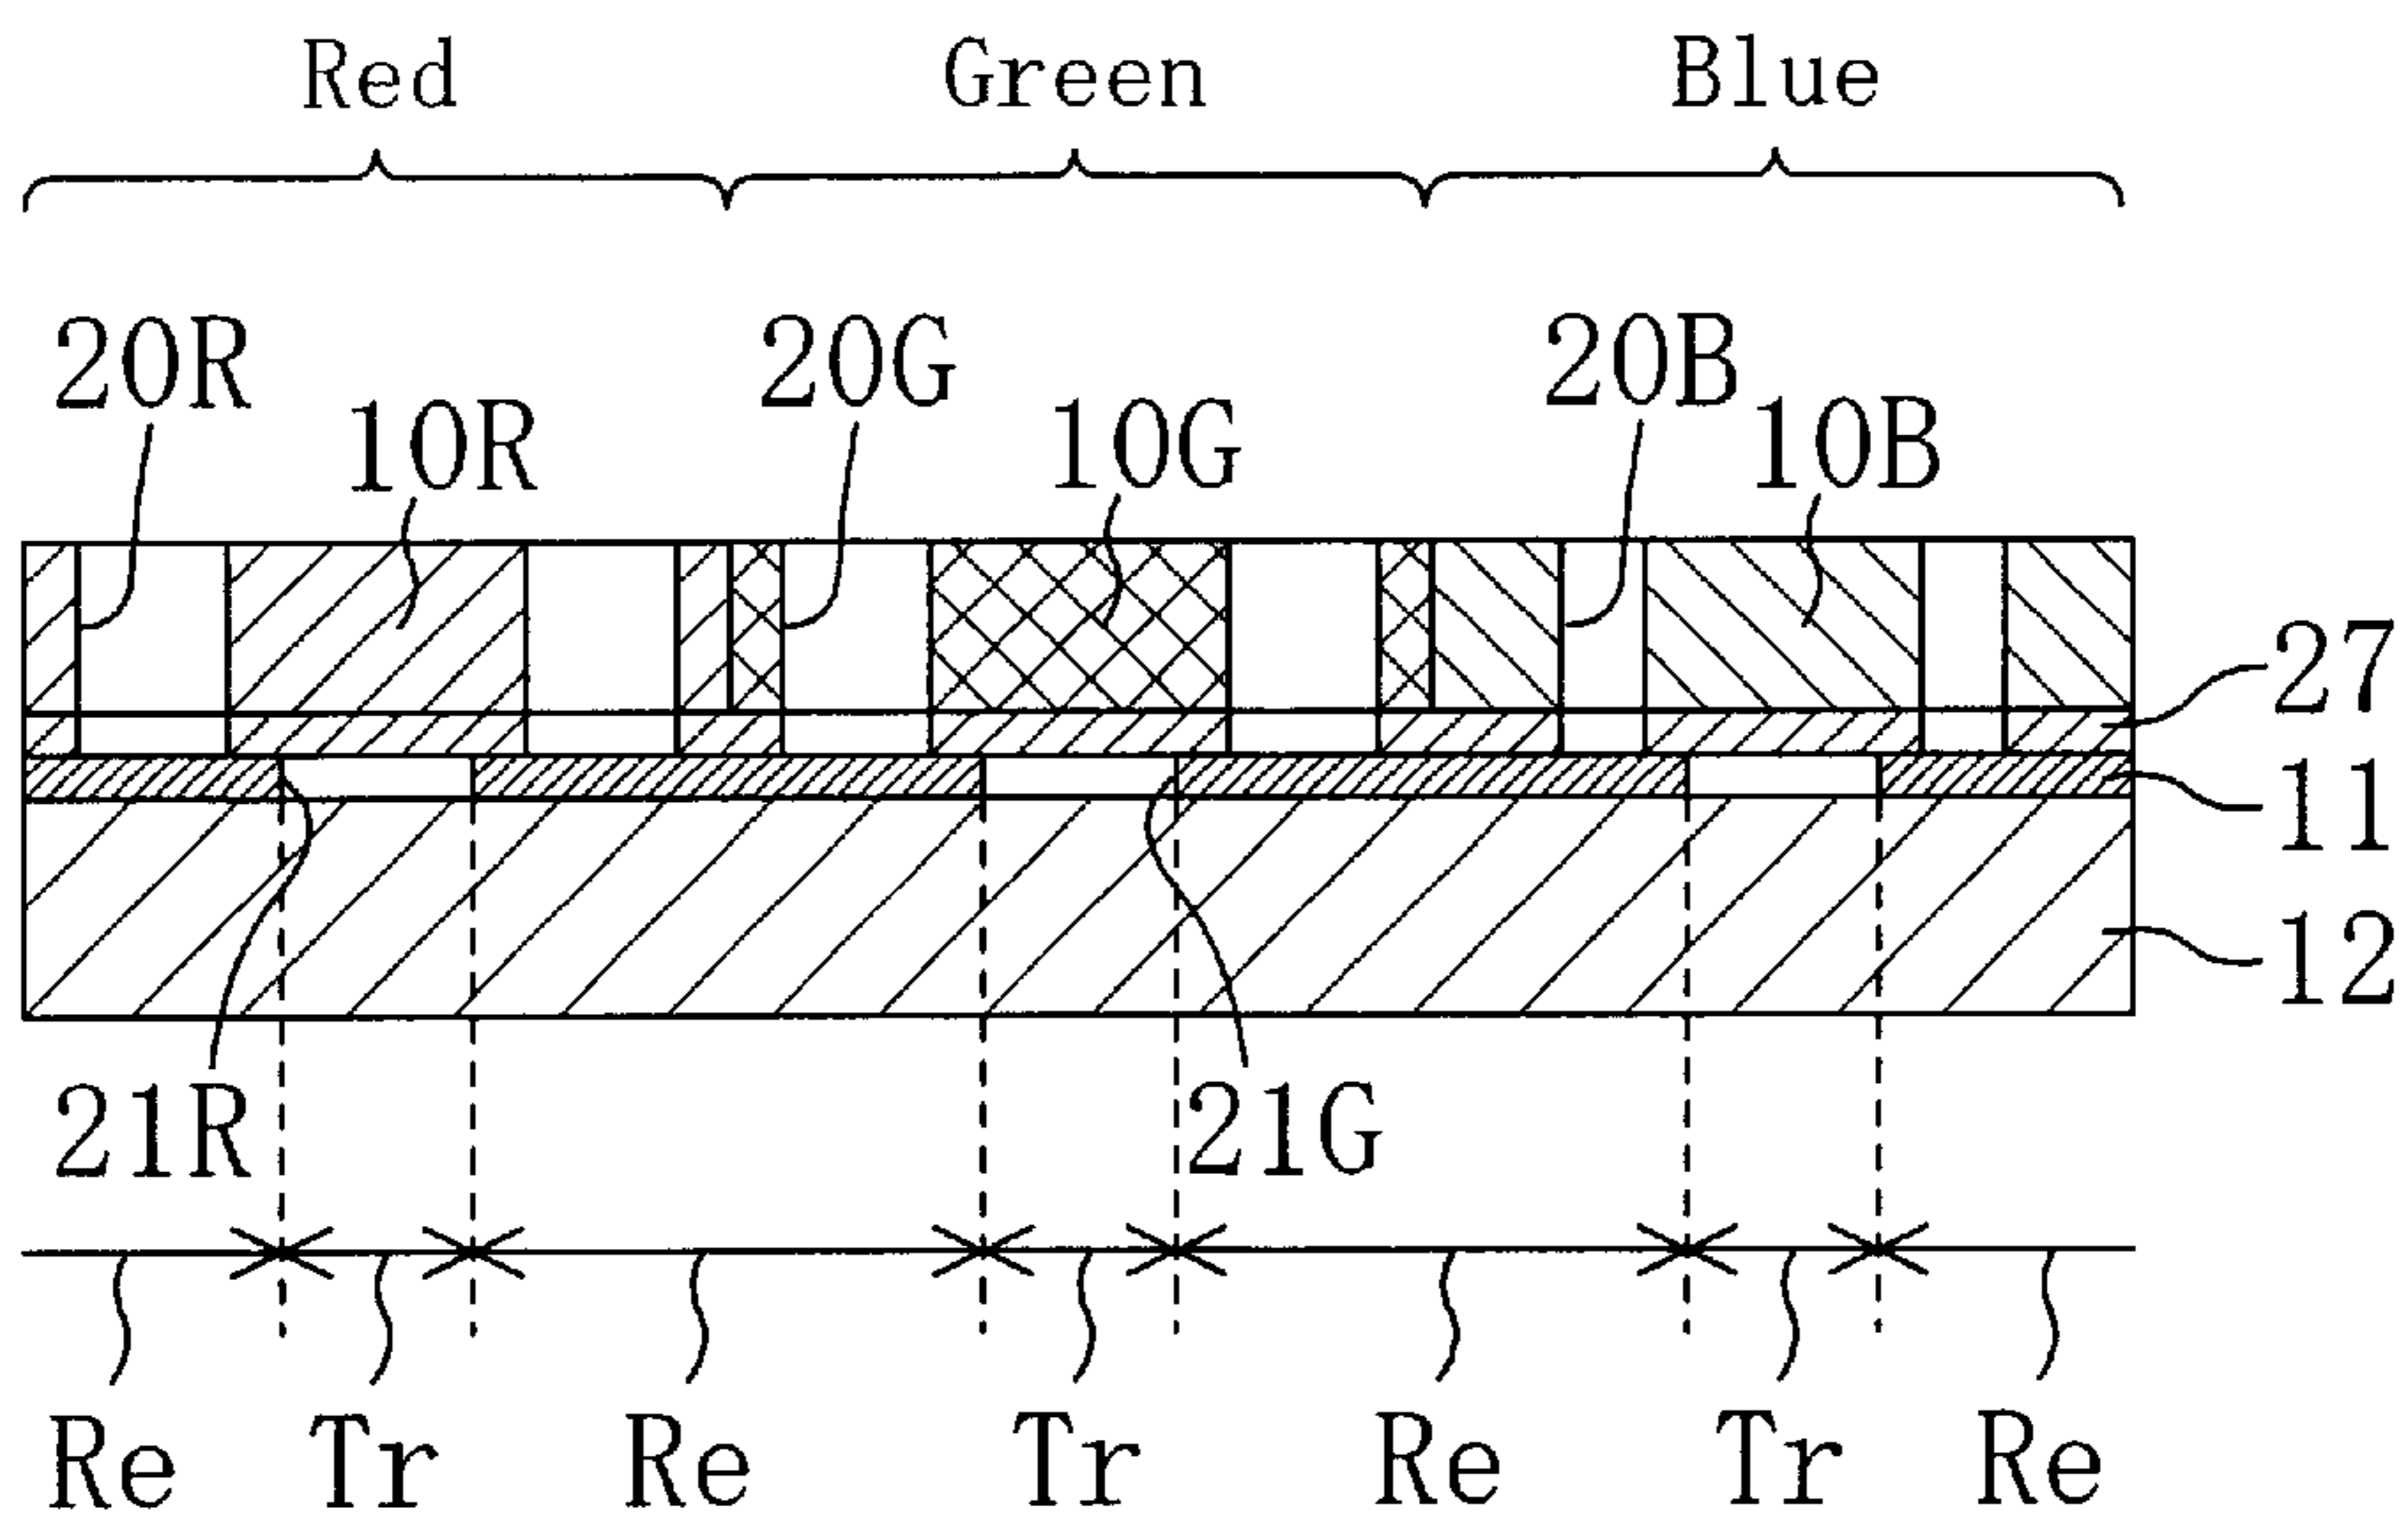 Red Green Blue
20R 20G 20B
10R 10G 10B
27
11
12
21R 21G
Re Tr Re Tr Re Tr Re